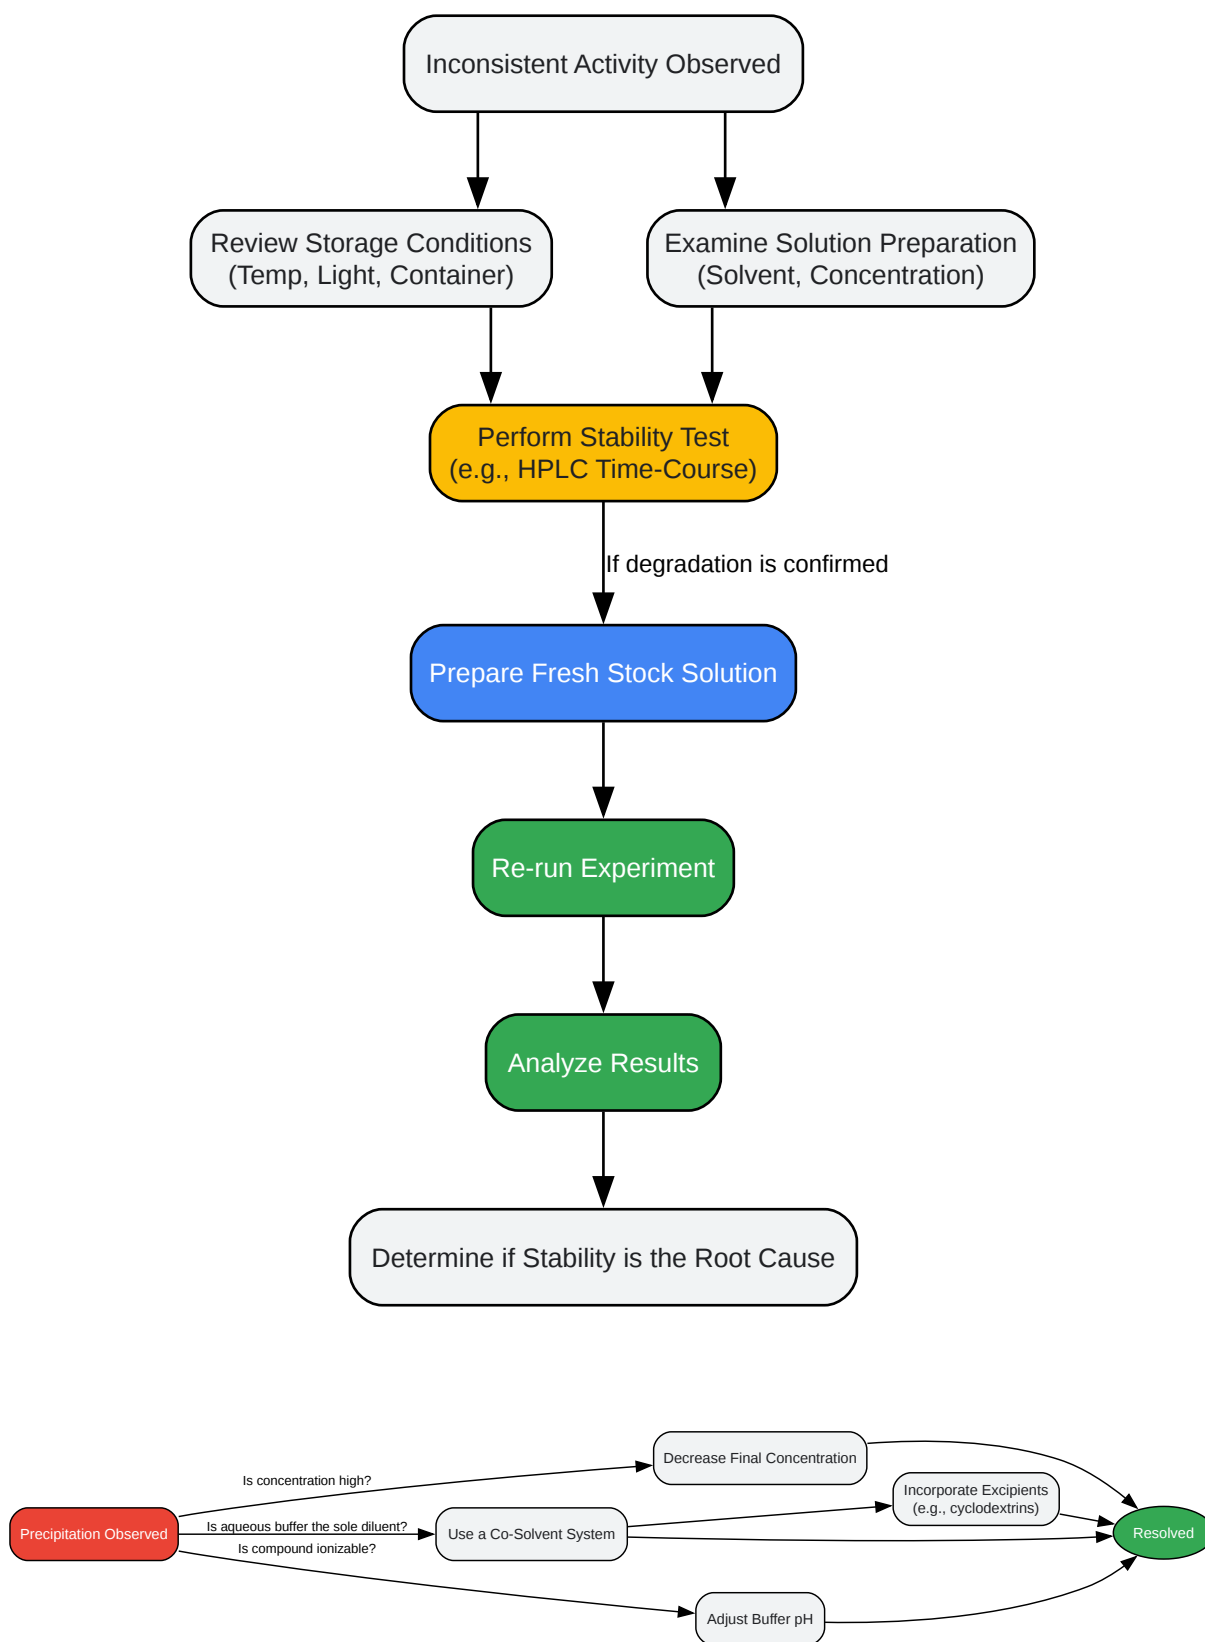 Inconsistent Activity Observed
Review Storage Conditions
(Temp, Light, Container)
Examine Solution Preparation
(Solvent, Concentration)
Perform Stability Test
(e.g., HPLC Time-Course)
If degradation is confirmed
Prepare Fresh Stock Solution
Re-run Experiment
Analyze Results
Determine if Stability is the Root Cause
Precipitation Observed
Is concentration high?
Is aqueous buffer the sole diluent?
Is compound ionizable?
Decrease Final Concentration
Use a Co-Solvent System
Incorporate Excipients
(e.g., cyclodextrins)
Adjust Buffer pH
Resolved